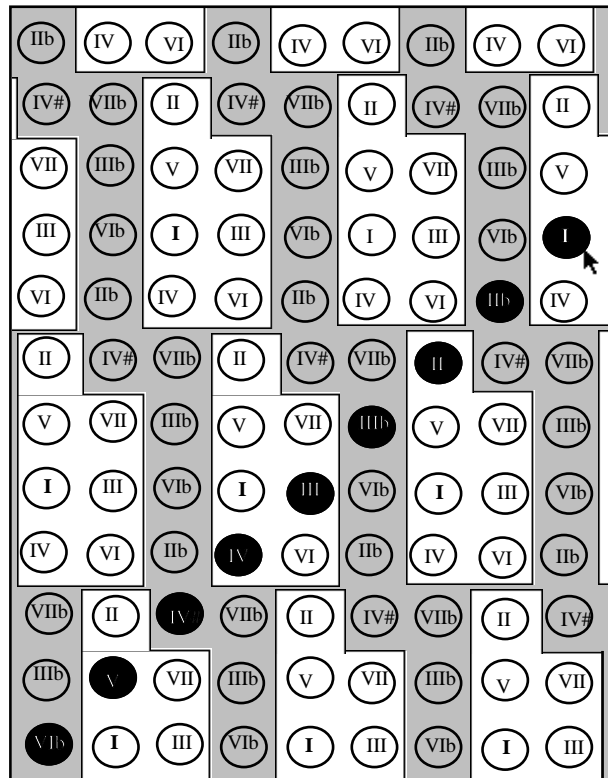 IIb IV VI IIb IV VI IIb IV VI
IV# VIIb II IV# VIIb II IV# VIIb II
VII IIIb V VII IIIb V VII IIIb V
III VIb I III VIb I III VIb I
VI IIb IV VI IIb IV VI IIb IV
II IV# VIIb II IV# VIIb II IV# VIIb
V VII IIIb V VII IIIb V VII IIIb
I III VIb I III VIb I III VIb
IV VI IIb IV VI IIb IV VI IIb
VIIb II IV# VIIb II IV# VIIb II IV#
IIIb V VII IIIb V VII IIIb V VII
VIb I III VIb I III VIb I III